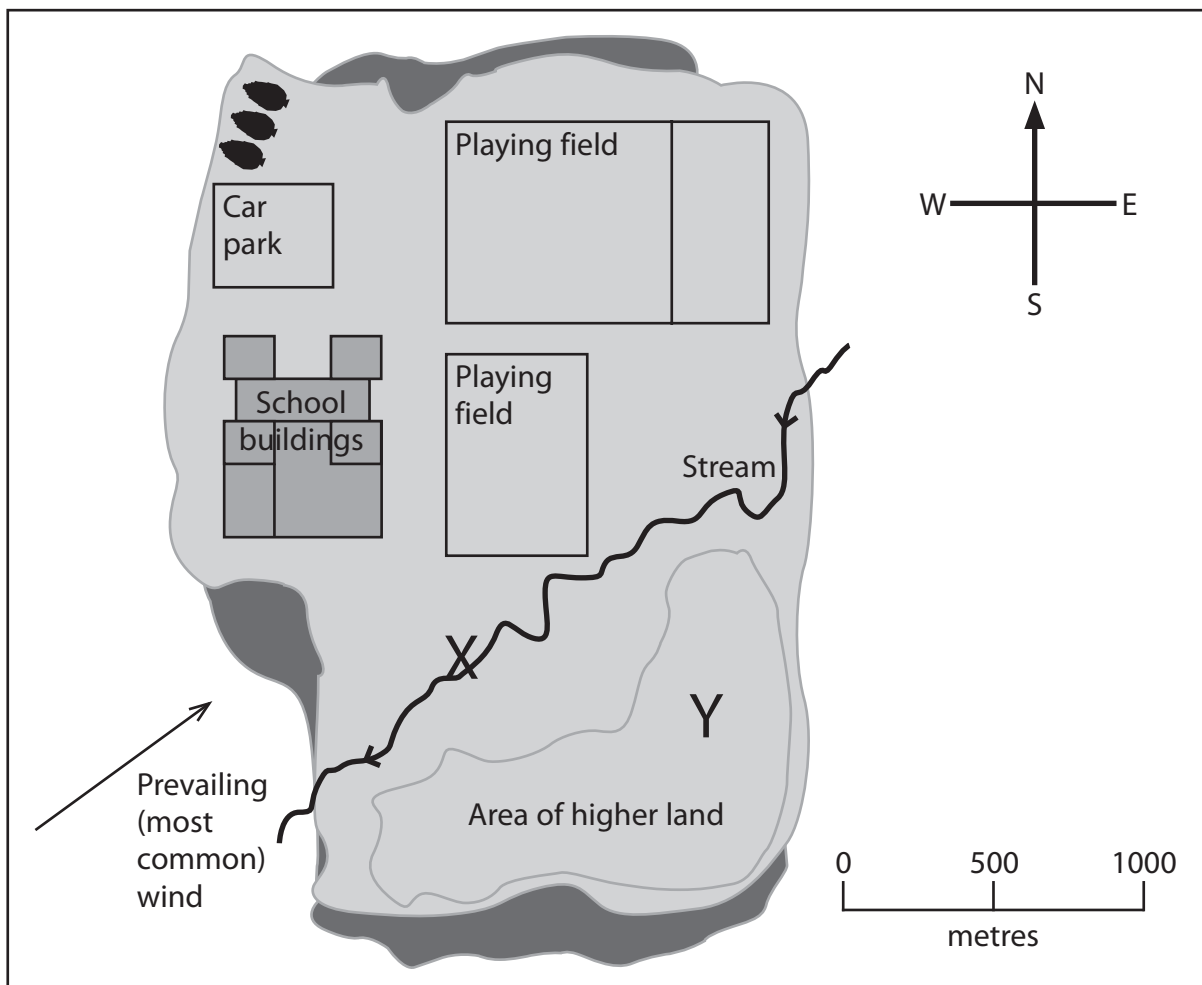 Playing field
Car
park
N
W
E
S
School
buildings
Playing
field
Stream
X
Y
Prevailing
(most
common)
wind
Area of higher land
0
500
1000
metres